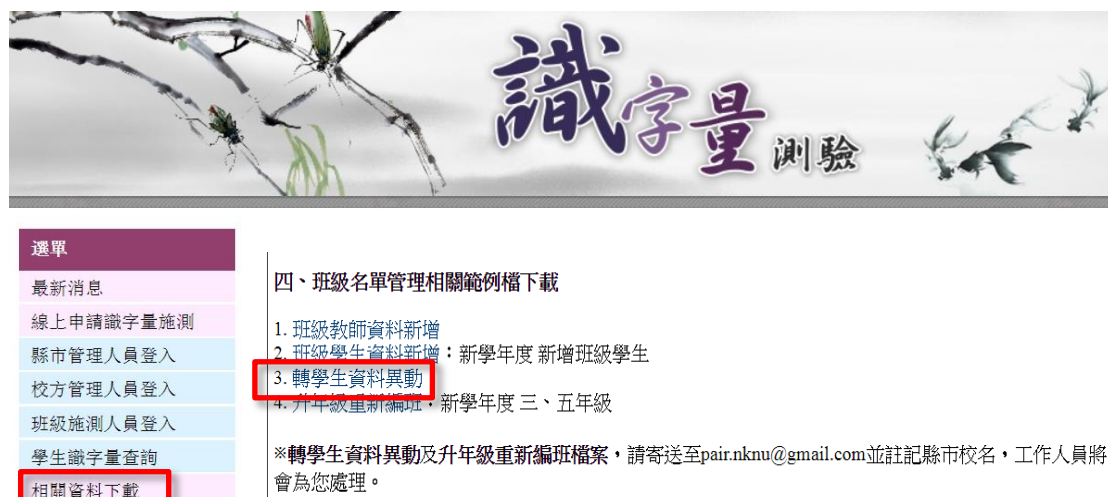 識字量測驗
選單
最新消息
線上申請識字量施測
縣市管理人員登入
校方管理人員登入
班級施測人員登入
學生識字量查詢
相關資料下載
四、班級名單管理相關範例檔下載
1. 班級教師資料新增
2. 班級學生資料新增：新學年度 新增班級學生
3. 轉學生資料異動
4. 升年級重新編班：新學年度 三、五年級
※轉學生資料異動及升年級重新編班檔案，請寄送至pair.nknu@gmail.com並註記縣市校名，工作人員將
會為您處理。